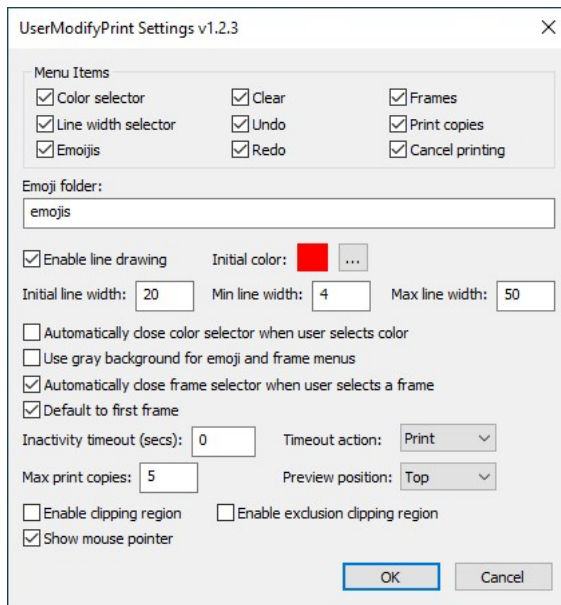 UserModifyPrint Settings v1.2.3
Menu Items
Color selector Clear Frames
Line width selector Undo Print copies
Emoijis Redo Cancel printing
Emoji folder:
emojis
Enable line drawing Initial color: ...
Initial line width: 20 Min line width: 4 Max line width: 50
Automatically close color selector when user selects color
Use gray background for emoji and frame menus
Automatically close frame selector when user selects a frame
Default to first frame
Inactivity timeout (secs): 0 Timeout action: Print
Max print copies: 5 Preview position: Top
Enable clipping region Enable exclusion clipping region
Show mouse pointer
OK Cancel